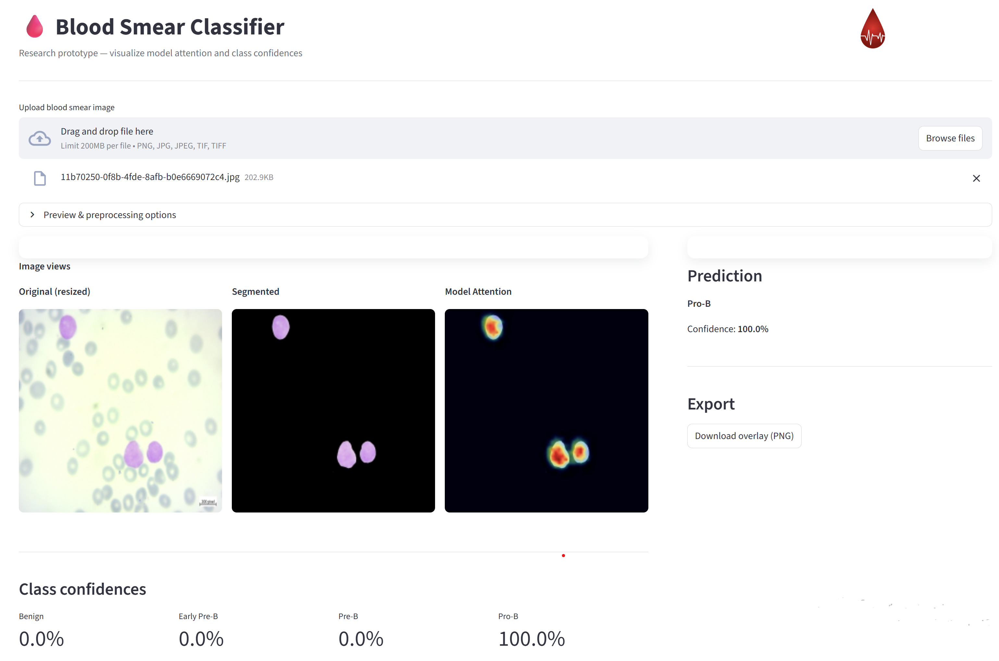 Blood Smear Classifier
Research prototype — visualize model attention and class confidences
Upload blood smear image
Drag and drop file here
Limit 200MB per file • PNG, JPG, JPEG, TIF, TIFF
Browse files
11b70250-0f8b-4fde-8afb-b0e6669072c4.jpg 202.9KB
Preview & preprocessing options
Image views
Original (resized)
Segmented
Model Attention
300 pixel
Prediction
Pro-B
Confidence: 100.0%
Export
Download overlay (PNG)
Class confidences
Benign
Early Pre-B
Pre-B
Pro-B
0.0%
0.0%
0.0%
100.0%